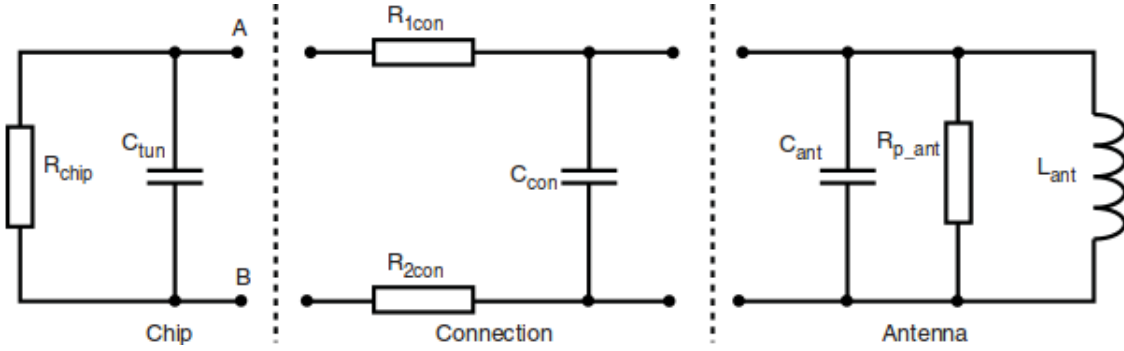 A
R1con
Ctun
Rchip
Ccon
Cant
Rp_ant
Lant
B
R2con
Chip
Connection
Antenna